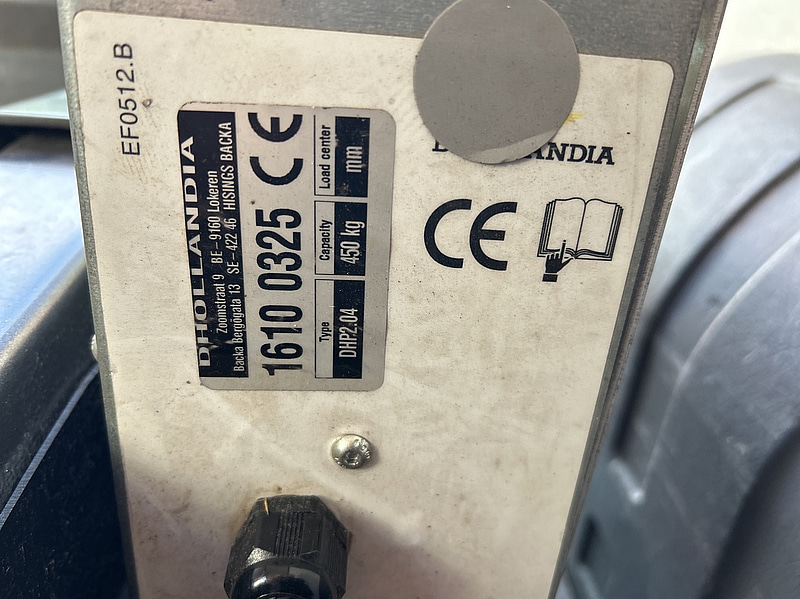 EF0512.B
DHOLLANDIA
Zoomstraat 9 BE-9160 Lokeren
Backa Bergögata 13 SE-422 46 HISINGS BACKA
1610 0325 CE
Type Capacity Load center
DHP2.04 450 kg mm
ANDIA
CE